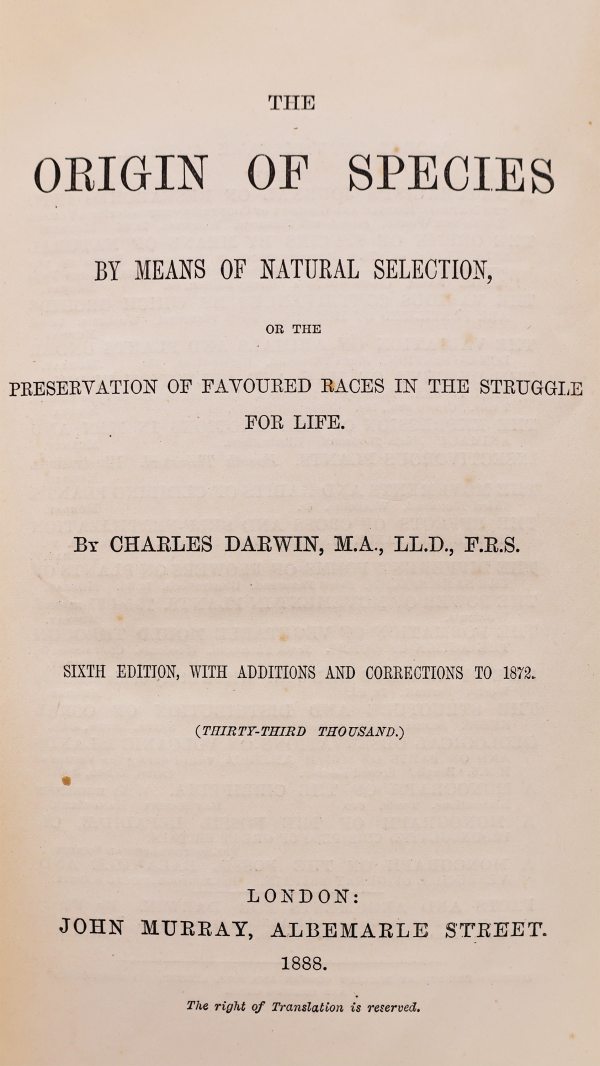 THE
ORIGIN OF SPECIES
BY MEANS OF NATURAL SELECTION,
OR THE
PRESERVATION OF FAVOURED RACES IN THE STRUGGLE
FOR LIFE.
BY CHARLES DARWIN, M.A., LL.D., F.R.S.
SIXTH EDITION, WITH ADDITIONS AND CORRECTIONS TO 1872.
(THIRTY-THIRD THOUSAND.)
LONDON:
JOHN MURRAY, ALBEMARLE STREET.
1888.
The right of Translation is reserved.